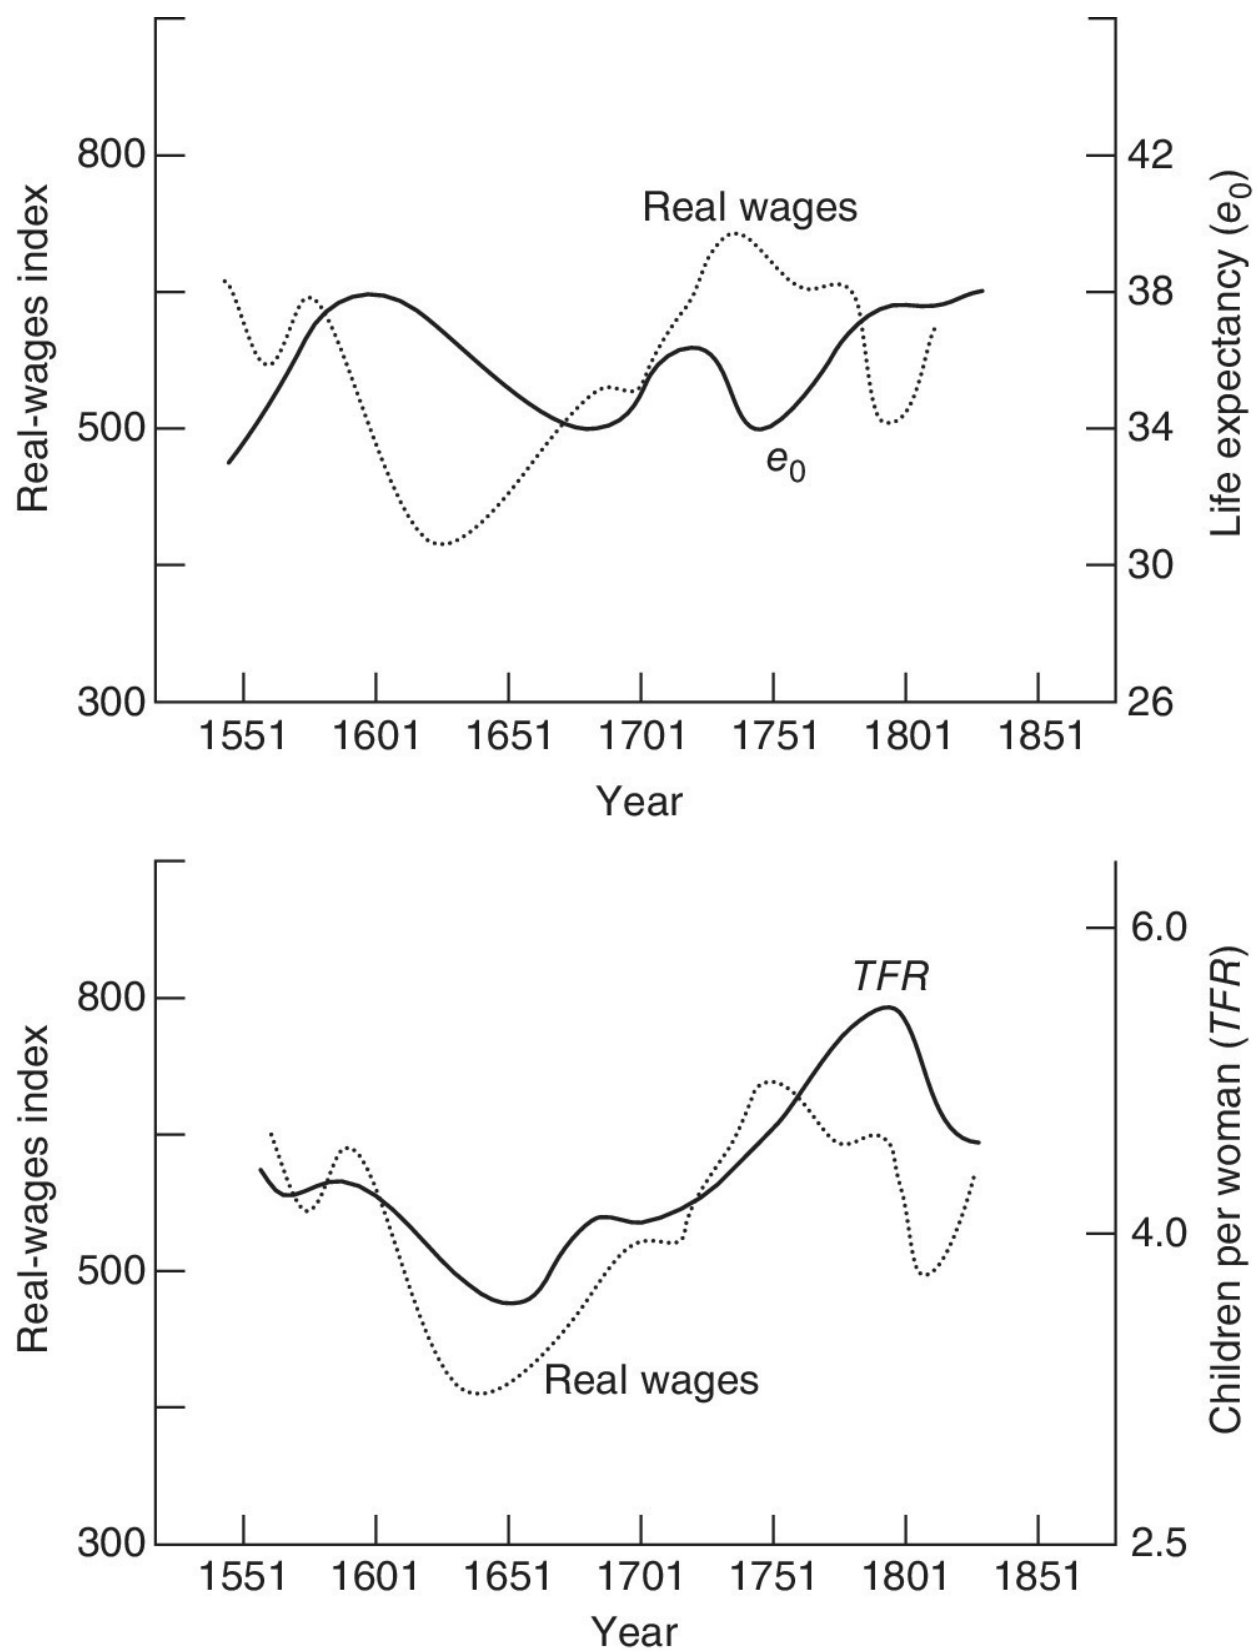 Real-wages index
800
500
300
Real wages
e0
42
38
34
30
26
Life expectancy (e0)
1551 1601 1651 1701 1751 1801 1851
Year
Real-wages index
800
500
300
TFR
Real wages
6.0
4.0
2.5
Children per woman (TFR)
1551 1601 1651 1701 1751 1801 1851
Year